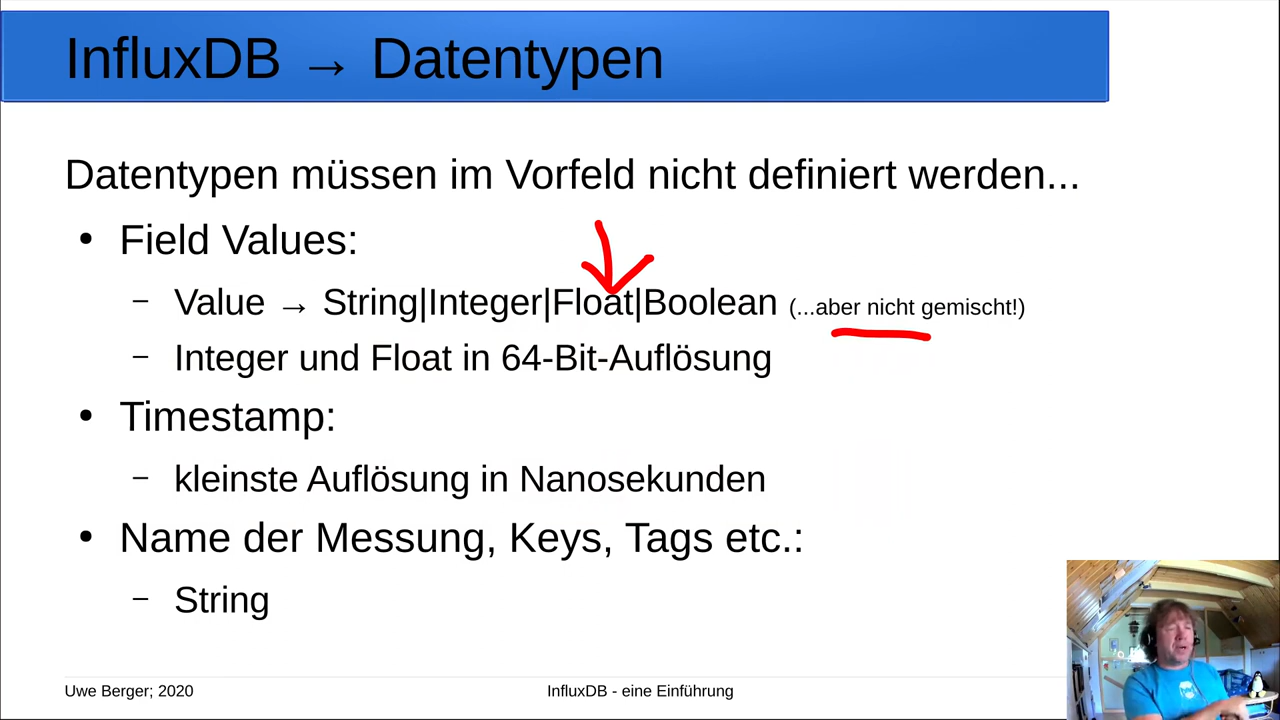 InfluxDB → Datentypen
Datentypen müssen im Vorfeld nicht definiert werden...
• Field Values:
– Value → String|Integer|Float|Boolean (...aber nicht gemischt!)
– Integer und Float in 64-Bit-Auflösung
• Timestamp:
– kleinste Auflösung in Nanosekunden
• Name der Messung, Keys, Tags etc.:
– String
Uwe Berger; 2020
InfluxDB - eine Einführung